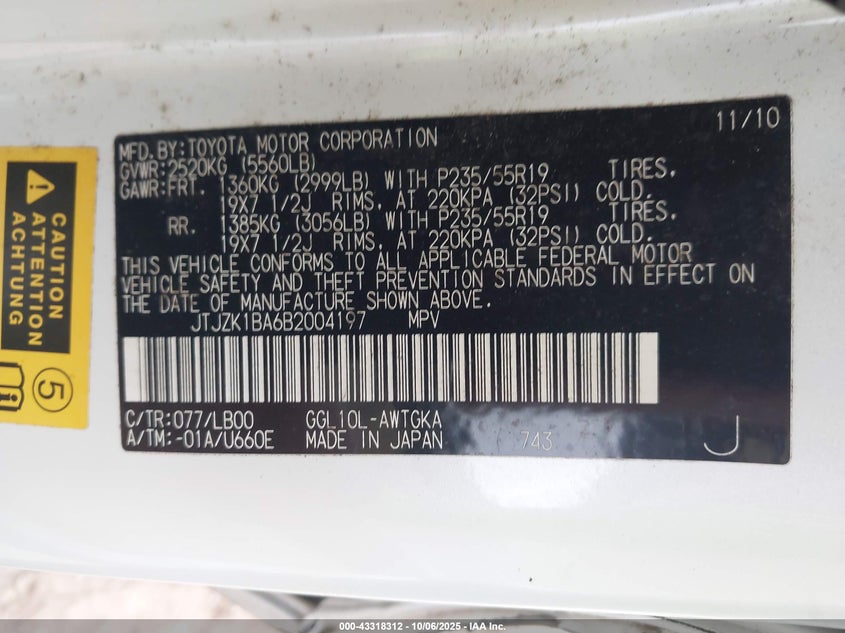 11/10
MFD.BY:TOYOTA MOTOR CORPORATION
GVWR:2520KG (5560LB)
GAWR:FRT. 1360KG (2999LB) WITH P235/55R19 TIRES.
19X7 1/2J RIMS, AT 220KPA (32PSI) COLD.
RR. 1385KG (3056LB) WITH P235/55R19 TIRES.
19X7 1/2J RIMS, AT 220KPA (32PSI) COLD.
THIS VEHICLE CONFORMS TO ALL APPLICABLE FEDERAL MOTOR
VEHICLE SAFETY AND THEFT PREVENTION STANDARDS IN EFFECT ON
THE DATE OF MANUFACTURE SHOWN ABOVE.
JTJZK1BA6B2004197 MPV
C/TR:077/LB00 GGL10L-AWTGKA
A/TM:-01A/U660E MADE IN JAPAN 743 J
CAUTION
ATTENTION
ACHTUNG
5
000-43318312 - 10/06/2025 - IAA Inc.